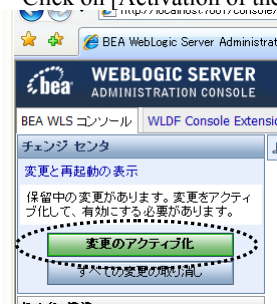 Click on [Activation of the
http://localhost:7001/console/
BEA WebLogic Server Administrat
bea
WEBLOGIC SERVER
ADMINISTRATION CONSOLE
BEA WLS コンソール WLDF Console Extensi
チェンジ センタ
変更と再起動の表示
保留中の変更があります。変更をアクティ
ブ化して、有効にする必要があります。
変更のアクティブ化
すべての変更の取り消し